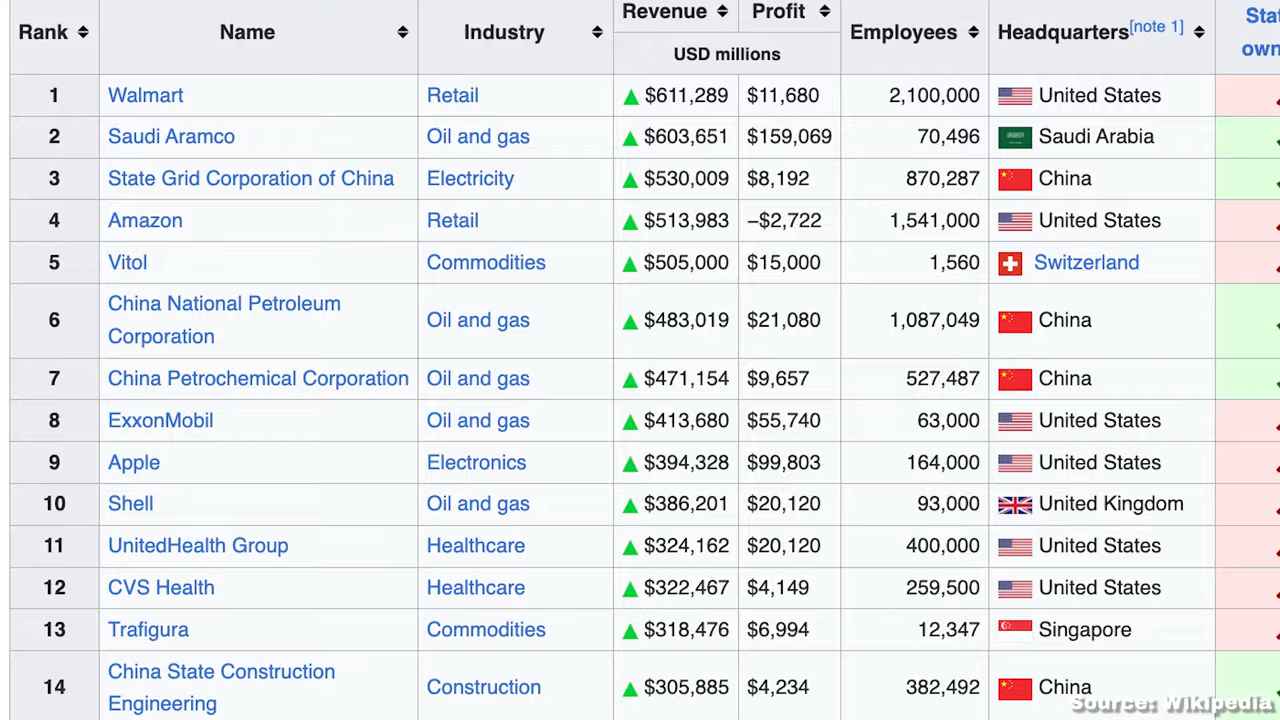 Rank Name Industry Revenue Profit Employees Headquarters[note 1]
USD millions
1 Walmart Retail ▲ $611,289 $11,680 2,100,000 United States
2 Saudi Aramco Oil and gas ▲ $603,651 $159,069 70,496 Saudi Arabia
3 State Grid Corporation of China Electricity ▲ $530,009 $8,192 870,287 China
4 Amazon Retail ▲ $513,983 –$2,722 1,541,000 United States
5 Vitol Commodities ▲ $505,000 $15,000 1,560 Switzerland
6 China National Petroleum
Corporation Oil and gas ▲ $483,019 $21,080 1,087,049 China
7 China Petrochemical Corporation Oil and gas ▲ $471,154 $9,657 527,487 China
8 ExxonMobil Oil and gas ▲ $413,680 $55,740 63,000 United States
9 Apple Electronics ▲ $394,328 $99,803 164,000 United States
10 Shell Oil and gas ▲ $386,201 $20,120 93,000 United Kingdom
11 UnitedHealth Group Healthcare ▲ $324,162 $20,120 400,000 United States
12 CVS Health Healthcare ▲ $322,467 $4,149 259,500 United States
13 Trafigura Commodities ▲ $318,476 $6,994 12,347 Singapore
14 China State Construction
Engineering Construction ▲ $305,885 $4,234 382,492 China
Source: Wikipedia